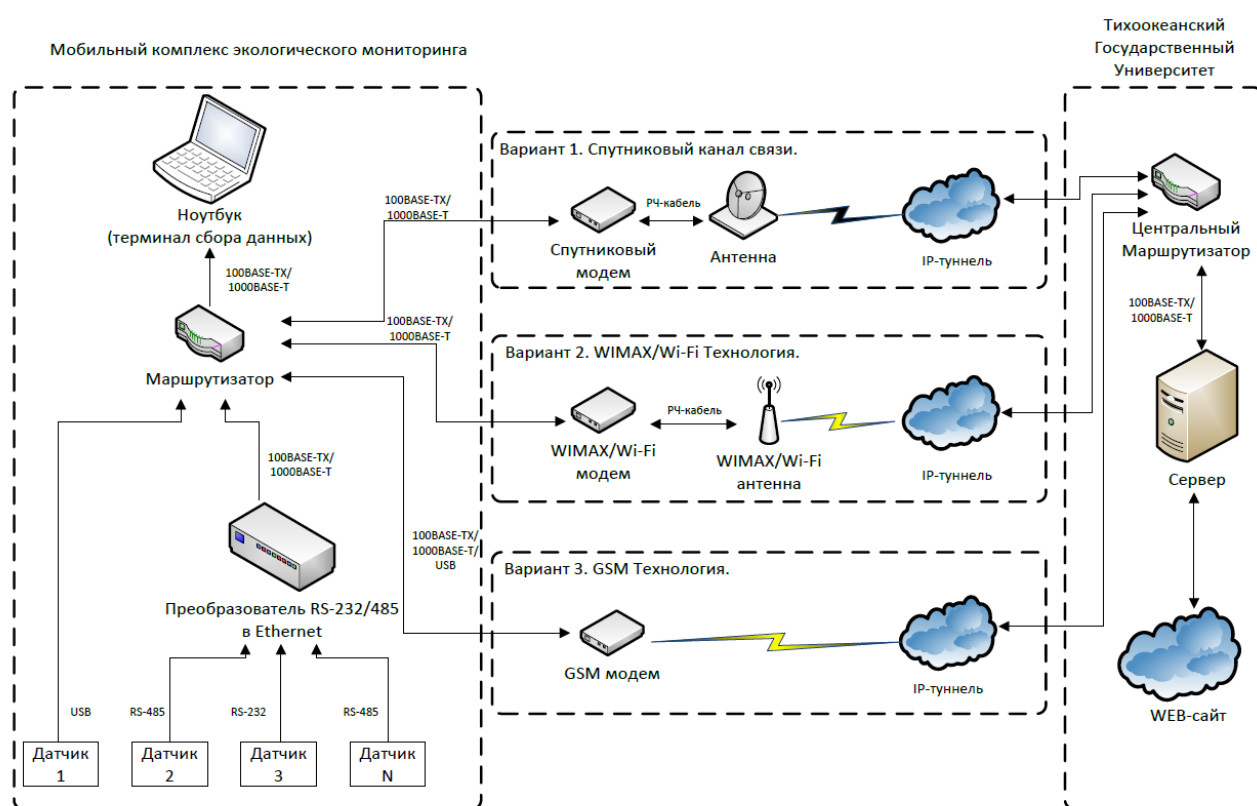 Мобильный комплекс экологического мониторинга
Ноутбук
(терминал сбора данных)
100BASE-TX/
1000BASE-T
Маршрутизатор
100BASE-TX/
1000BASE-T
Преобразователь RS-232/485
в Ethernet
USB
RS-485
RS-232
RS-485
Датчик
1
Датчик
2
Датчик
3
Датчик
N
100BASE-TX/
1000BASE-T
100BASE-TX/
1000BASE-T
100BASE-TX/
1000BASE-T/
USB
Вариант 1. Спутниковый канал связи.
РЧ-кабель
Спутниковый
модем
Антенна
IP-туннель
Вариант 2. WIMAX/Wi-Fi Технология.
РЧ-кабель
WIMAX/Wi-Fi
модем
WIMAX/Wi-Fi
антенна
IP-туннель
Вариант 3. GSM Технология.
GSM модем
IP-туннель
Тихоокеанский
Государственный
Университет
Центральный
Маршрутизатор
100BASE-TX/
1000BASE-T
Сервер
WEB-сайт